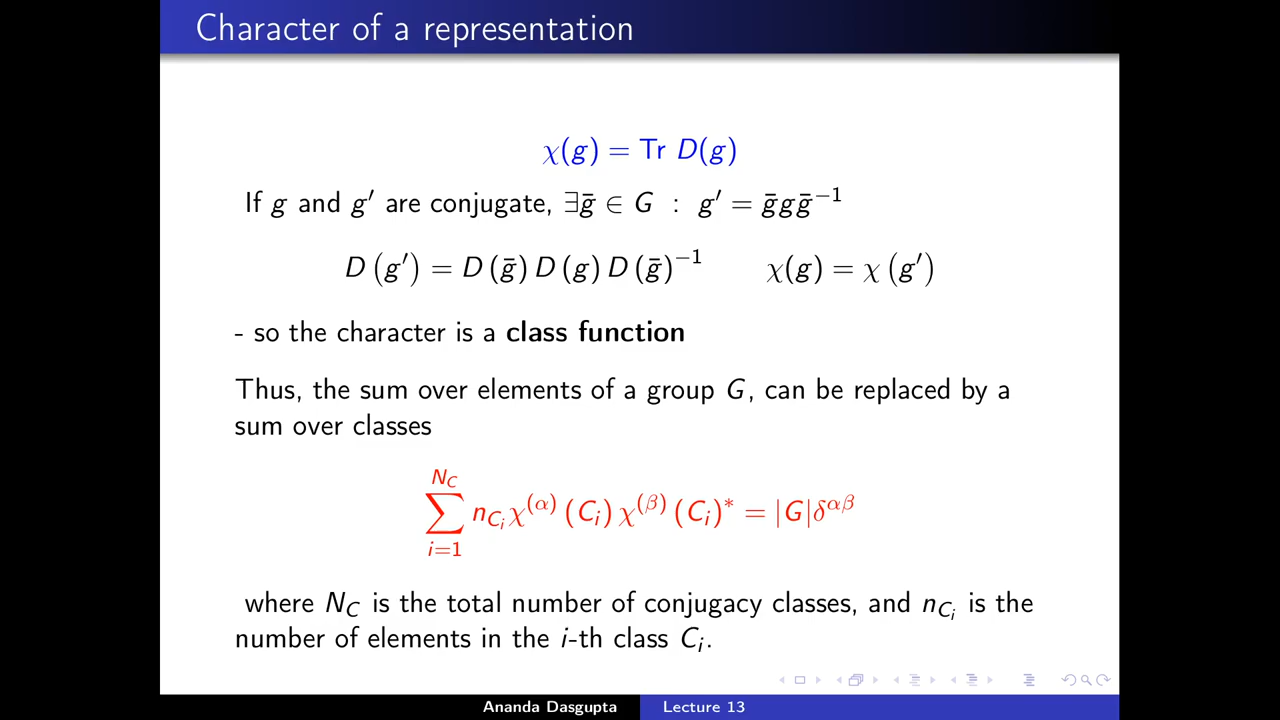 Character of a representation
χ(g) = Tr D(g)
If g and g′ are conjugate, ∃ḡ ∈ G : g′ = ḡgḡ⁻¹
D (g′) = D (ḡ) D (g) D (ḡ)⁻¹ χ(g) = χ (g′)
- so the character is a class function
Thus, the sum over elements of a group G, can be replaced by a
sum over classes
∑_{i=1}^{N_C} n_{C_i} χ^{(α)} (C_i) χ^{(β)} (C_i)^* = |G|δ^{αβ}
where N_C is the total number of conjugacy classes, and n_{C_i} is the
number of elements in the i-th class C_i.
Ananda Dasgupta Lecture 13